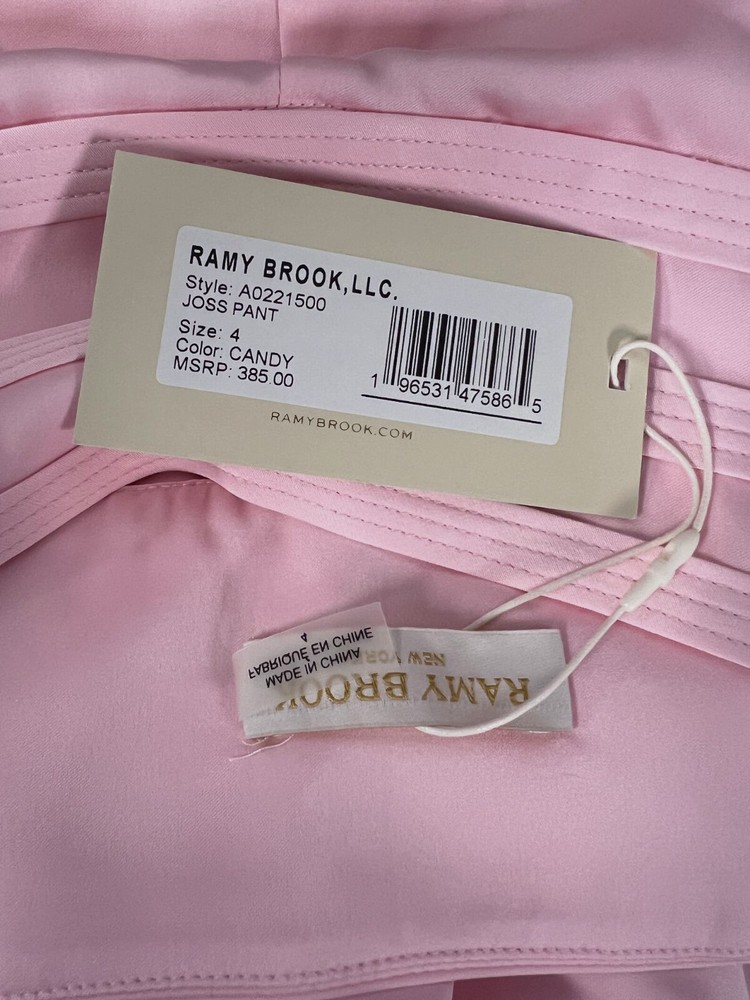 RAMY BROOK,LLC.
Style: A0221500
JOSS PANT
Size: 4
Color: CANDY
MSRP: 385.00
1 96531 47586 5
RAMYBROOK.COM
RAMY BROOK
NEW YORK
MADE IN CHINA
FABRIQUÉ EN CHINE
4